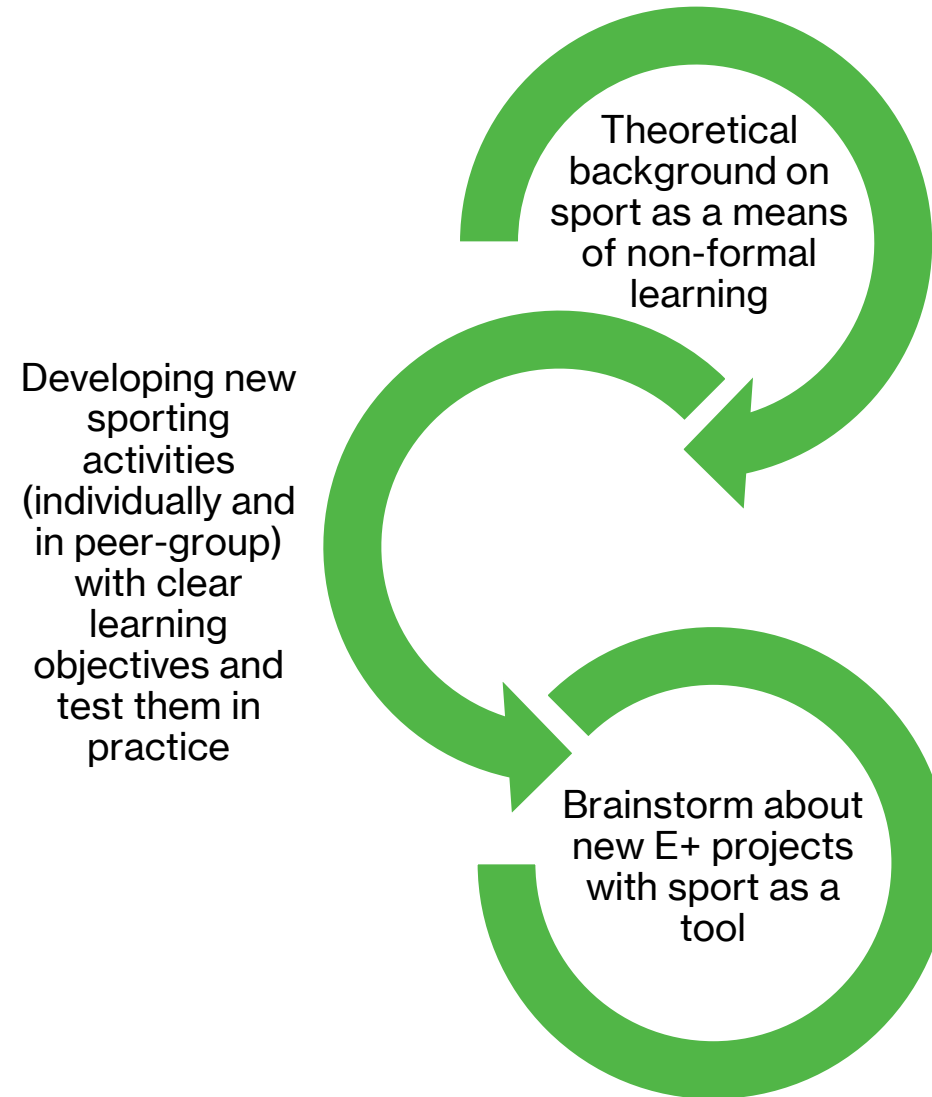 Theoretical
background on
sport as a means
of non-formal
learning
Developing new
sporting
activities
(individually and
in peer-group)
with clear
learning
objectives and
test them in
practice
Brainstorm about
new E+ projects
with sport as a
tool